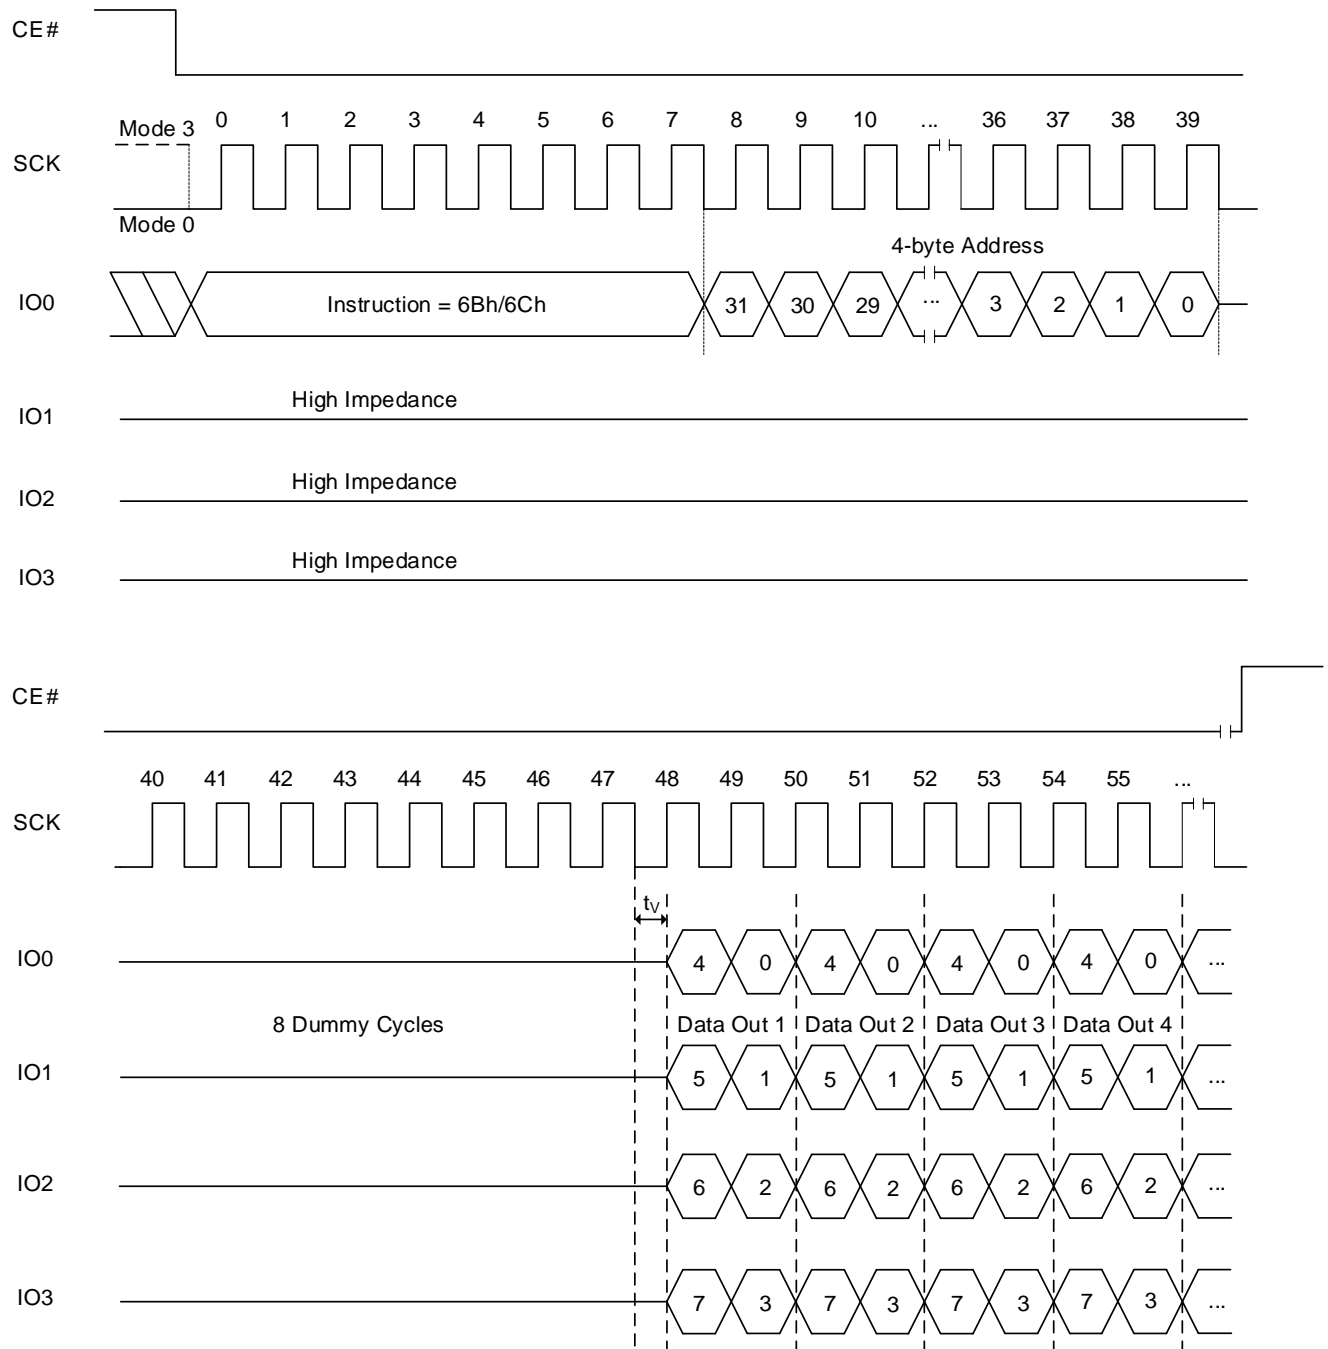 CE#
Mode 3 0 1 2 3 4 5 6 7 8 9 10 ... 36 37 38 39
SCK
Mode 0
4-byte Address
IO0 Instruction = 6Bh/6Ch 31 30 29 ... 3 2 1 0
High Impedance
IO1
High Impedance
IO2
High Impedance
IO3
CE#
40 41 42 43 44 45 46 47 48 49 50 51 52 53 54 55 ...
SCK
tV
IO0 4 0 4 0 4 0 4 0 ...
8 Dummy Cycles Data Out 1 Data Out 2 Data Out 3 Data Out 4
IO1 5 1 5 1 5 1 5 1 ...
IO2 6 2 6 2 6 2 6 2 ...
IO3 7 3 7 3 7 3 7 3 ...